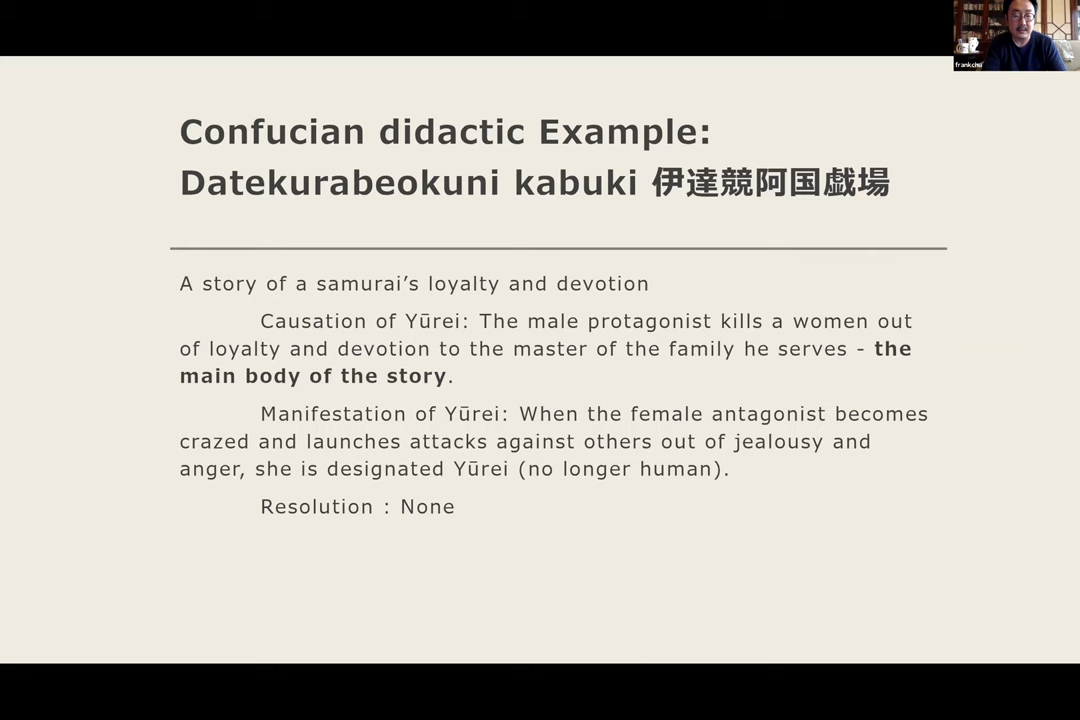 frankchu
Confucian didactic Example:
Datekurabeokuni kabuki 伊達競阿国戯場
A story of a samurai’s loyalty and devotion
Causation of Yūrei: The male protagonist kills a women out
of loyalty and devotion to the master of the family he serves - the
main body of the story.
Manifestation of Yūrei: When the female antagonist becomes
crazed and launches attacks against others out of jealousy and
anger, she is designated Yūrei (no longer human).
Resolution : None